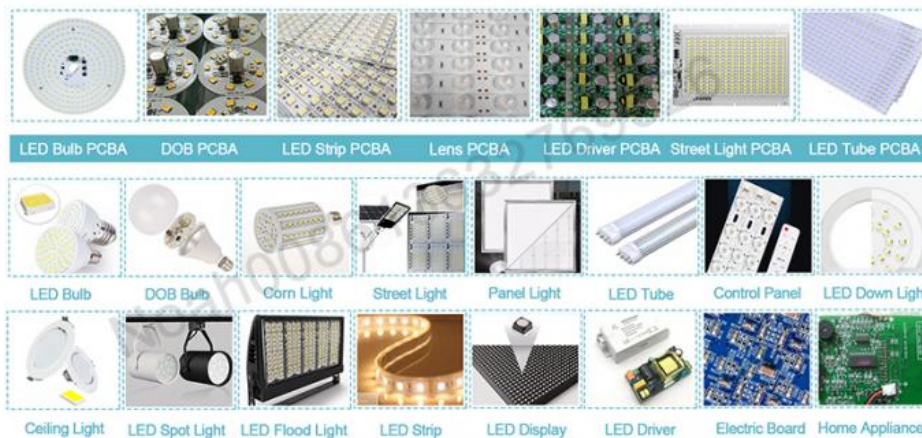 LED Bulb PCBA DOB PCBA LED Strip PCBA Lens PCBA LED Driver PCBA Street Light PCBA LED Tube PCBA
LED Bulb DOB Bulb Corn Light Street Light Panel Light LED Tube Control Panel LED Down Ligh
Ceiling Light LED Spot Light LED Flood Light LED Strip LED Display LED Driver Electric Board Home Appliance